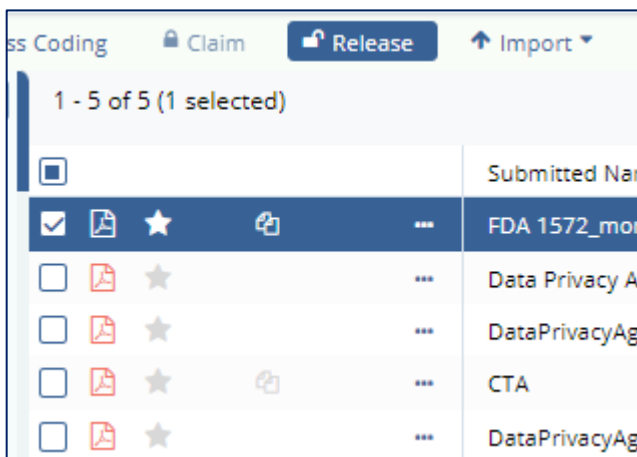 ss Coding Claim Release Import
1 - 5 of 5 (1 selected)
Submitted Nar
FDA 1572_mor
Data Privacy A
DataPrivacyAg
CTA
DataPrivacyAg